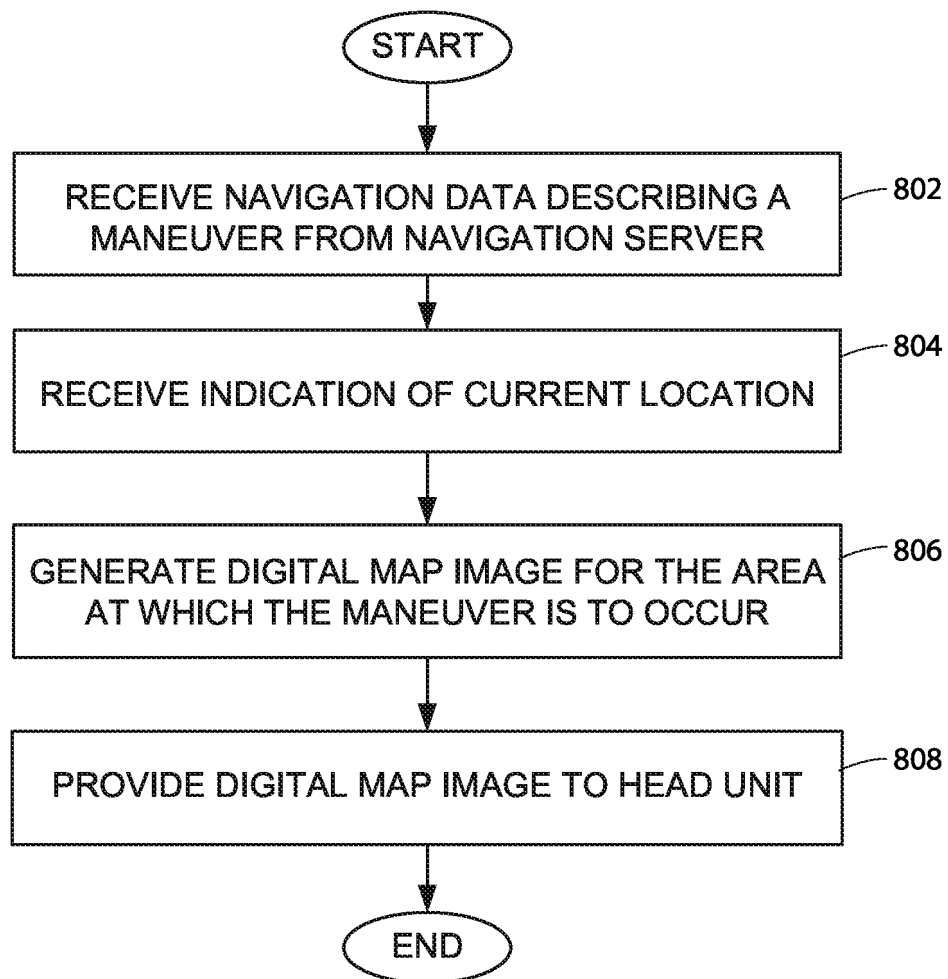 START
RECEIVE NAVIGATION DATA DESCRIBING A
MANEUVER FROM NAVIGATION SERVER
802
RECEIVE INDICATION OF CURRENT LOCATION
804
GENERATE DIGITAL MAP IMAGE FOR THE AREA
AT WHICH THE MANEUVER IS TO OCCUR
806
PROVIDE DIGITAL MAP IMAGE TO HEAD UNIT
808
END